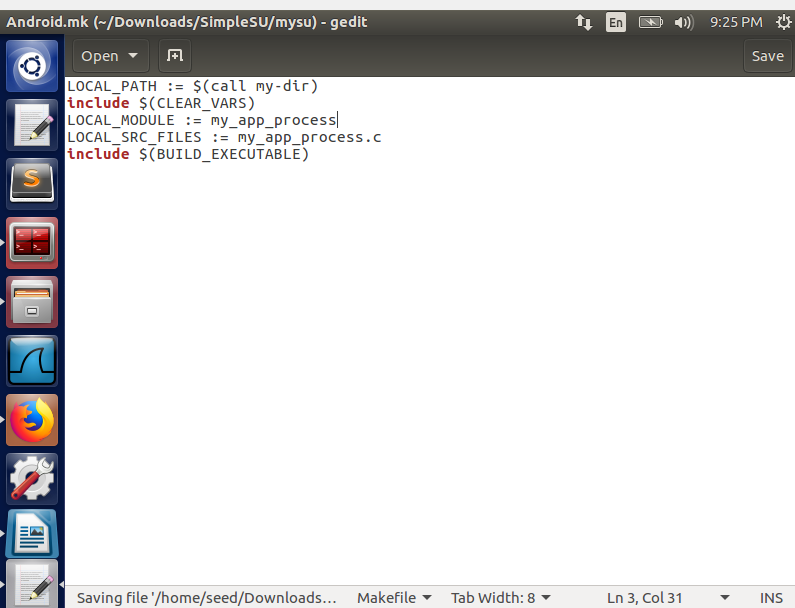 Android.mk (~/Downloads/SimpleSU/mysu) - gedit
En
9:25 PM
Open
Save
LOCAL_PATH := $(call my-dir)
include $(CLEAR_VARS)
LOCAL_MODULE := my_app_process
LOCAL_SRC_FILES := my_app_process.c
include $(BUILD_EXECUTABLE)
S
Saving file '/home/seed/Downloads…
Makefile
Tab Width: 8
Ln 3, Col 31
INS